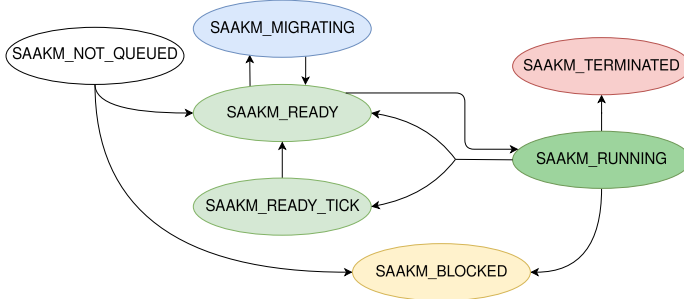 SAAKM_MIGRATING
SAAKM_NOT_QUEUED
SAAKM_TERMINATED
SAAKM_READY
SAAKM_RUNNING
SAAKM_READY_TICK
SAAKM_BLOCKED